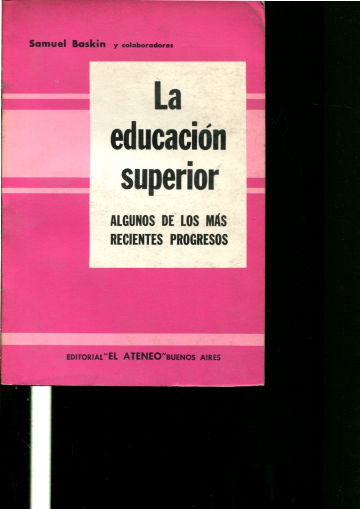 Samuel Baskin y colaboradores
La
educación
superior
ALGUNOS DE LOS MÁS
RECIENTES PROGRESOS
EDITORIAL "EL ATENEO" BUENOS AIRES